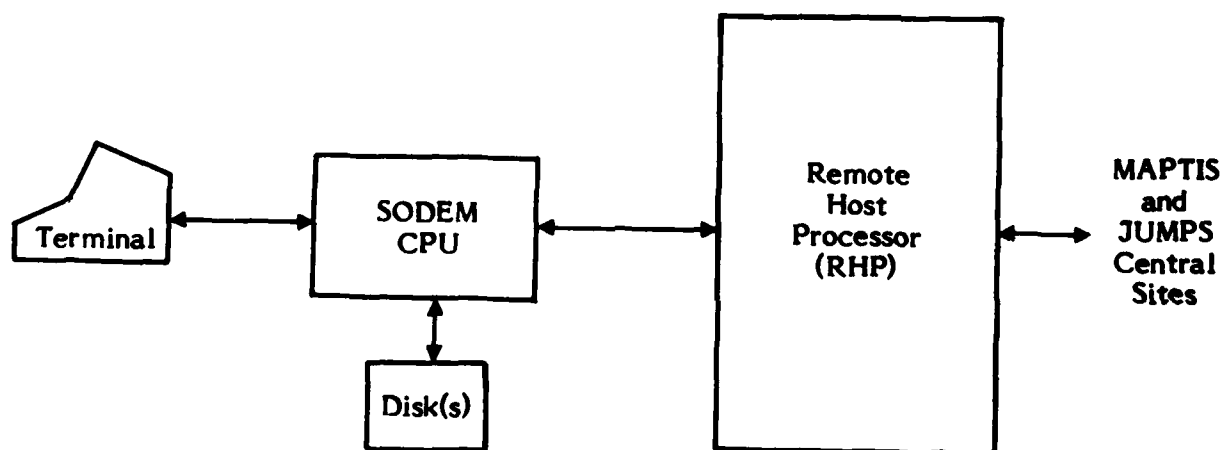 Terminal
SODEM
CPU
Disk(s)
Remote
Host
Processor
(RHP)
MAPTIS
and
JUMPS
Central
Sites